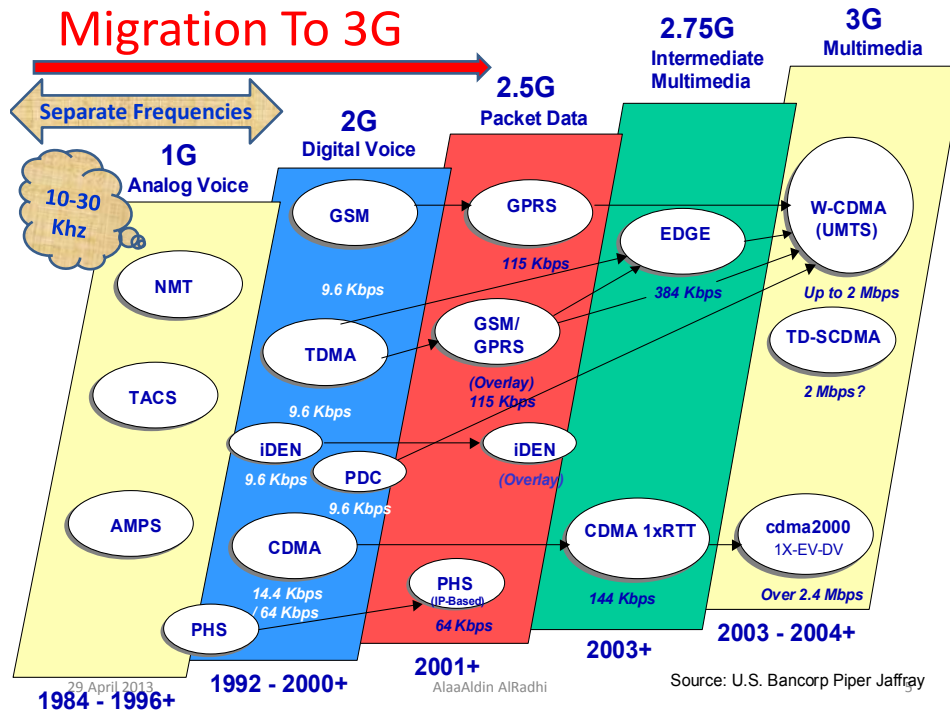 Migration To 3G
Separate Frequencies
10-30
Khz
1G
Analog Voice
NMT
TACS
AMPS
1984 - 1996+
2G
Digital Voice
GSM
9.6 Kbps
TDMA
9.6 Kbps
iDEN
9.6 Kbps
PDC
9.6 Kbps
CDMA
14.4 Kbps
/ 64 Kbps
PHS
1992 - 2000+
2.5G
Packet Data
GPRS
115 Kbps
GSM/
GPRS
(Overlay)
115 Kbps
iDEN
(Overlay)
PHS
(IP-Based)
64 Kbps
2001+
2.75G
Intermediate
Multimedia
EDGE
384 Kbps
CDMA 1xRTT
144 Kbps
2003+
3G
Multimedia
W-CDMA
(UMTS)
Up to 2 Mbps
TD-SCDMA
2 Mbps?
cdma2000
1X-EV-DV
Over 2.4 Mbps
2003 - 2004+
29 April 2013
AlaaAldin AlRadhi
Source: U.S. Bancorp Piper Jaffray